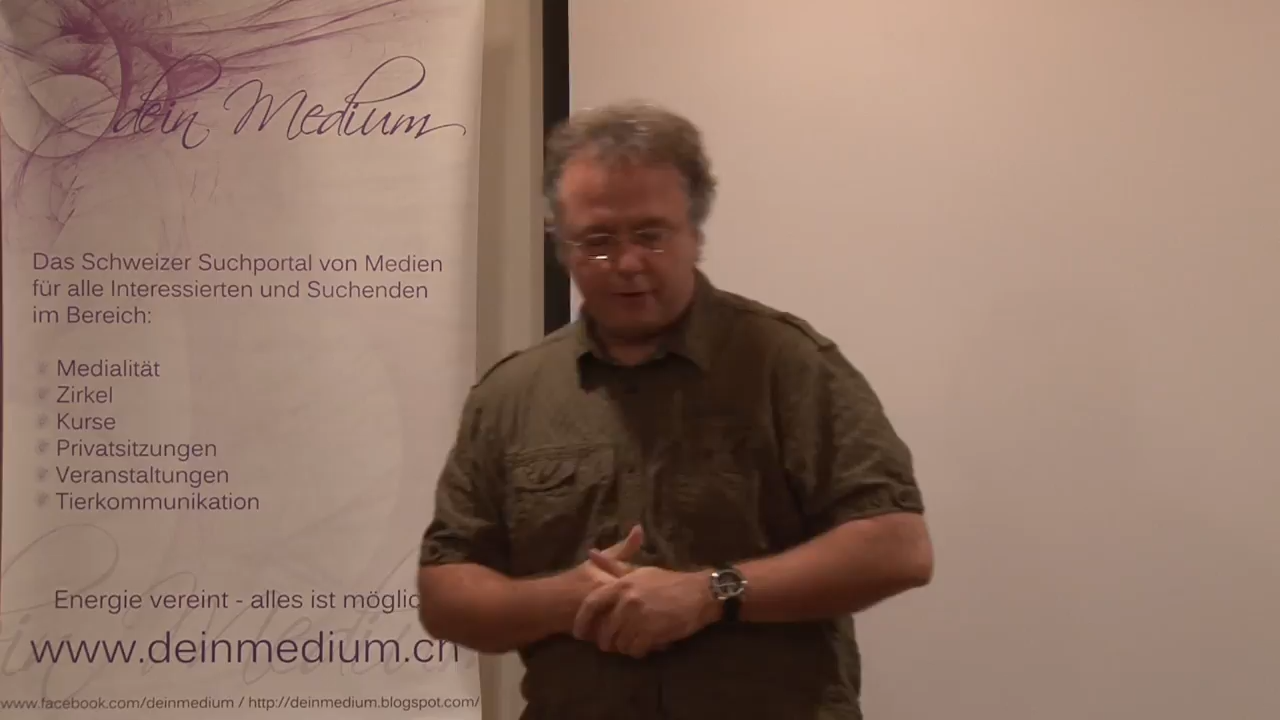 dein Medium
Das Schweizer Suchportal von Medien
für alle Interessierten und Suchenden
im Bereich:
Medialität
Zirkel
Kurse
Privatsitzungen
Veranstaltungen
Tierkommunikation
Energie vereint - alles ist möglic
www.deinmedium.ch
www.facebook.com/deinmedium / http://deinmedium.blogspot.com/